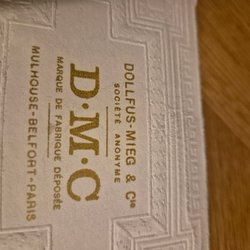 DOLLFUS-MIEG & Cie
SOCIÉTÉ ANONYME
D·M·C
MARQUE DE FABRIQUE DÉPOSÉE
MULHOUSE-BELFORT-PARIS